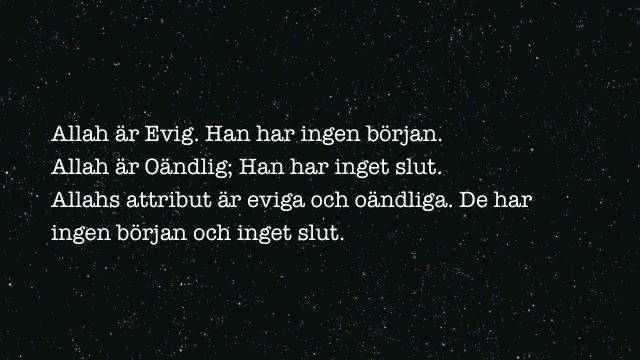 Allah är Evig. Han har ingen början.
Allah är Oändlig; Han har inget slut.
Allahs attribut är eviga och oändliga. De har
ingen början och inget slut.